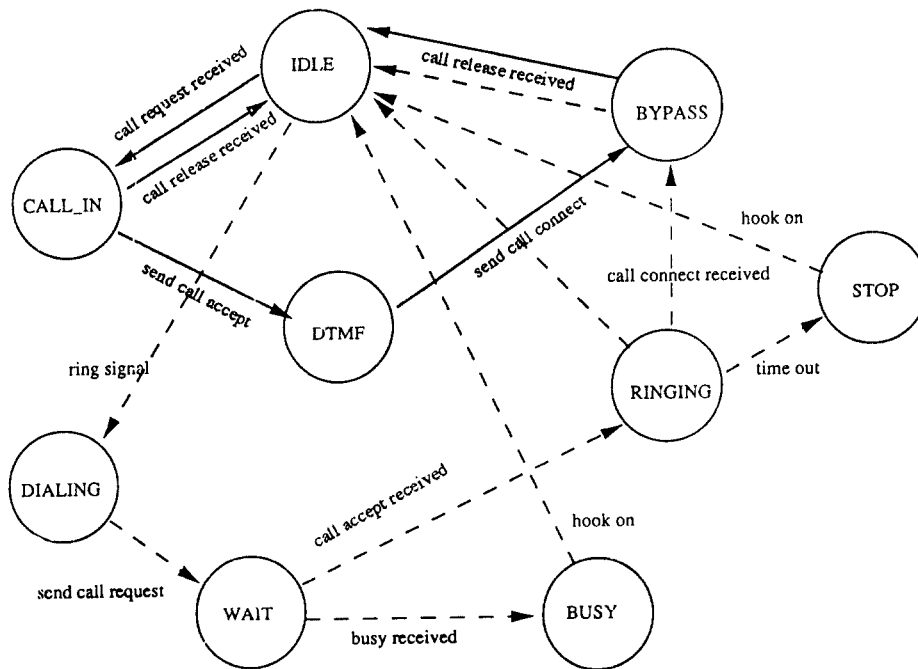 IDLE
call release received
BYPASS
call request received
call release received
CALL_IN
send call connect
hook on
send call accept
call connect received
STOP
DTMF
ring signal
RINGING
time out
DIALING
call accept received
hook on
send call request
WAIT
busy received
BUSY